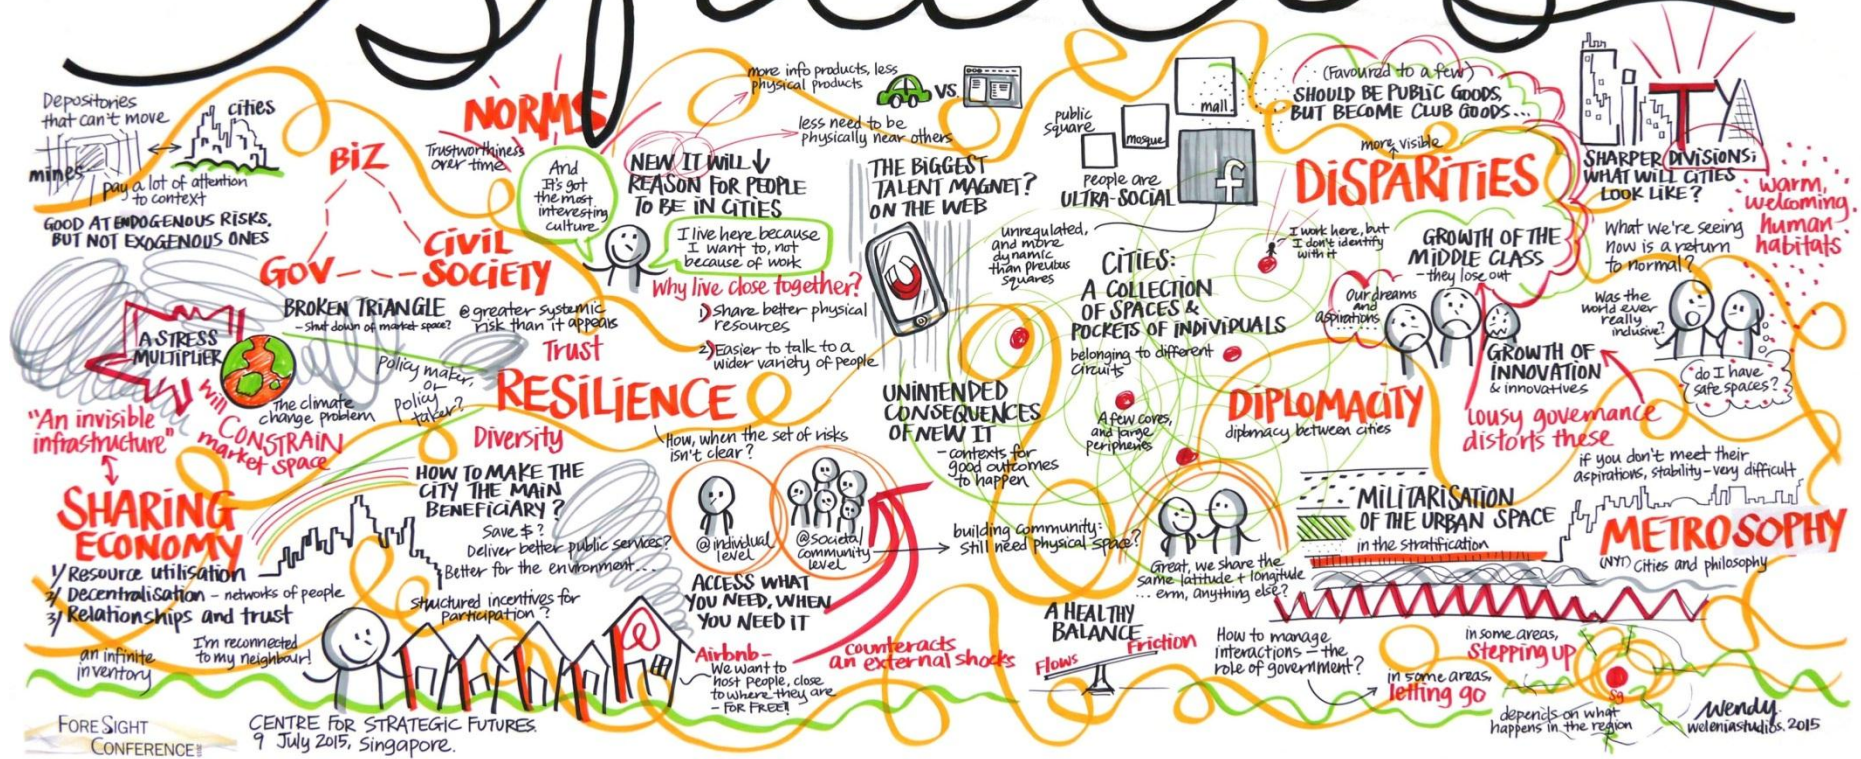 Depositories
that can't move
cities
mines
pay a lot of attention
to context
GOOD AT ENDOGENOUS RISKS,
BUT NOT EXOGENOUS ONES
BIZ
GOV
CIVIL
SOCIETY
BROKEN TRIANGLE
- shut down of market space?
A STRESS
MULTIPLIER
will CONSTRAIN
market space
The climate
change problem
Policy maker,
or
Policy
taker?
"An invisible
infrastructure"
SHARING
ECONOMY
1/ Resource utilisation
2/ Decentralisation - networks of people
3/ Relationships and trust
an infinite
inventory
I'm reconnected
to my neighbour!
NORMS
Trustworthiness
over time
And
It's got
the most
interesting
culture
NEW IT WILL ↓
REASON FOR PEOPLE
TO BE IN CITIES
I live here because
I want to, not
because of work
more info products, less
physical products
VS.
less need to be
physically near others
Why live close together?
1) Share better physical
resources
2) Easier to talk to a
wider variety of people
@ greater systemic
risk than it appears
Trust
RESILIENCE
Diversity
How, when the set of risks
isn't clear?
HOW TO MAKE THE
CITY THE MAIN
BENEFICIARY?
Save $?
Deliver better public services?
Better for the environment...
Structured incentives for
Participation?
@individual
level
@societal
community
level
building community:
still need physical space?
ACCESS WHAT
YOU NEED, WHEN
YOU NEED IT
Airbnb-
We want to
host people, close
to where they are
- FOR FREE!
counteracts
an external shocks
THE BIGGEST
TALENT MAGNET?
ON THE WEB
UNINTENDED
CONSEQUENCES
OF NEW IT
- contexts for
good outcomes
to happen
public
square
mosque
mall
f
people are
ULTRA-SOCIAL
unregulated,
and more
dynamic
than previous
squares
CITIES:
A COLLECTION
OF SPACES &
POCKETS OF INDIVIDUALS
belonging to different
circuits
A few cores,
and large
peripheries
I work here, but
I don't identify
with it
(Favoured to a few)
SHOULD BE PUBLIC GOODS,
BUT BECOME CLUB GOODS...
more visible
DISPARITIES
GROWTH OF THE
MIDDLE CLASS
- they lose out
Our dreams
and
aspirations
GROWTH OF
INNOVATION
& innovatives
Lousy governance
distorts these
DIPLOMACITY
diplomacy between cities
Great, we share the
same latitude + longitude
... erm, anything else?
A HEALTHY
BALANCE
Flows
Friction
How to manage
interactions - the
role of government?
in some areas,
letting go
in some areas,
stepping up
Sg
depends on what
happens in the region
MILITARISATION
OF THE URBAN SPACE
in the stratification
CITY
SHARPER DIVISIONS;
WHAT WILL CITIES
LOOK LIKE?
warm,
welcoming
human
habitats
What we're seeing
now is a return
to normal?
Was the
world ever
really
inclusive?
do I have
safe spaces?
if you don't meet their
aspirations, stability - very difficult
METROSOPHY
(NYT) Cities and philosophy
FORESIGHT
CONFERENCE
CENTRE FOR STRATEGIC FUTURES.
9 July 2015, Singapore.
Wendy
weleniastudios. 2015